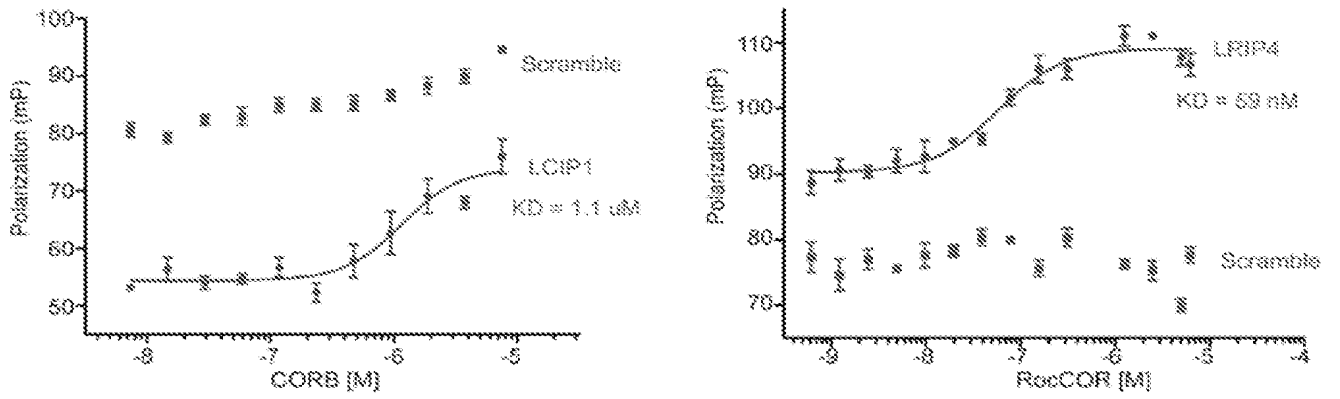 100
90
80
70
60
50
Polarization (mP)
Scramble
LCIP1
KD = 1.1 uM
-8
-7
-6
-5
CORB [M]
110
100
90
80
70
Polarization (mP)
LRIP4
KD = 59 nM
Scramble
-9
-8
-7
-6
-5
-4
RocCOR [M]